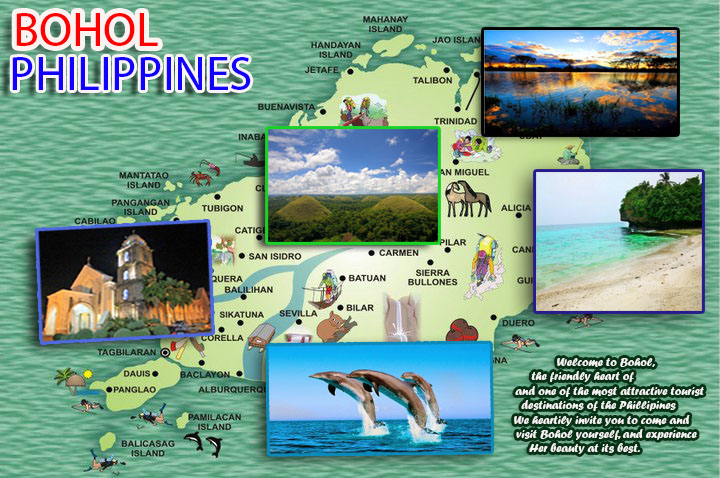 BOHOL
PHILIPPINES
MAHANAY
ISLAND
HANDAYAN
ISLAND
JAO ISLAN
JETAFE
TALIBON
BUENAVISTA
TRINIDAD
INABA
UBAY
AN MIGUEL
MANTATAO
ISLAND
CL
PANGANGAN
ISLAND
TUBIGON
ALICIA
CABILAO
CATIG
PILAR
CAN
SAN ISIDRO
CARMEN
SIERRA
BULLONES
QUERA
BATUAN
GU
BALILIHAN
SIKATUNA
SEVILLA
BILAR
DUERO
CORELLA
TAGBILARAN
GNA
DAUIS
BACLAYON
PANGLAO
ALBURQUERQU
PAMILACAN
ISLAND
BALICASAG
ISLAND
Welcome to Bohol,
the friendly heart of
and one of the most attractive tourist
destinations of the Phillipines
We heartily invite you to come and
visit Bohol yourself, and experience
Her beauty at its best.